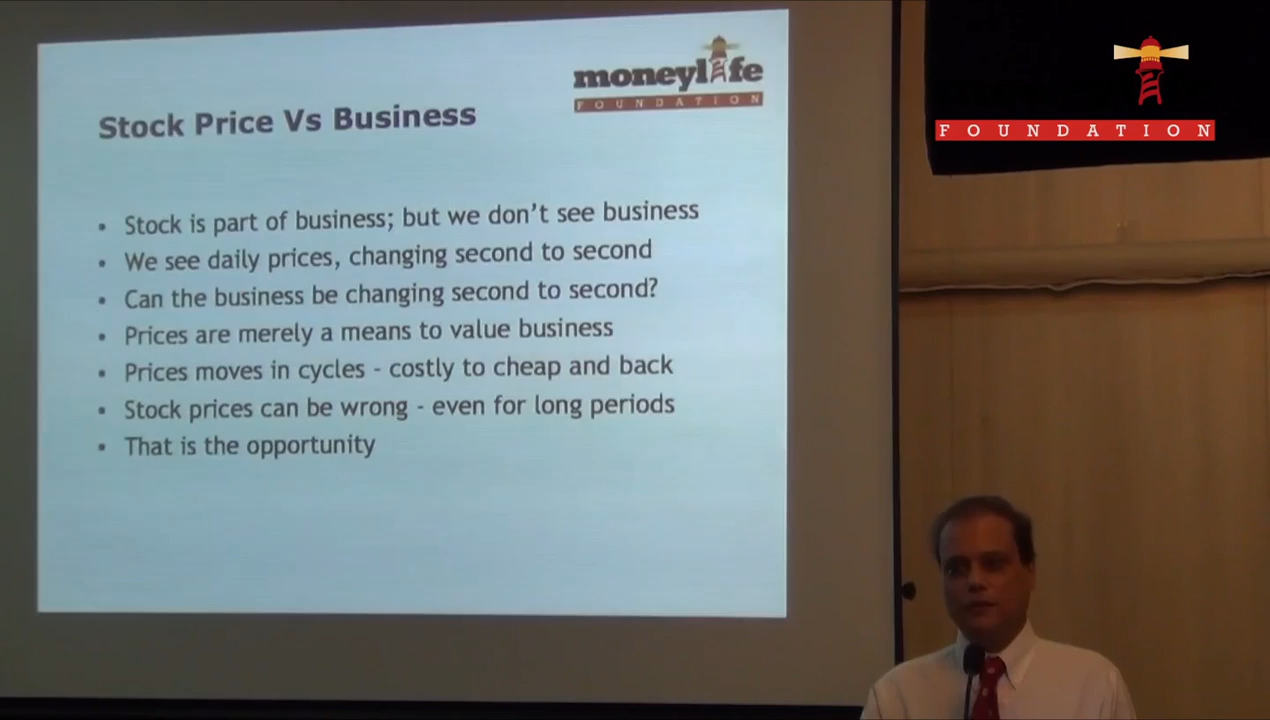 moneylife
FOUNDATION
FOUNDATION
Stock Price Vs Business
• Stock is part of business; but we don't see business
• We see daily prices, changing second to second
• Can the business be changing second to second?
• Prices are merely a means to value business
• Prices moves in cycles - costly to cheap and back
• Stock prices can be wrong - even for long periods
• That is the opportunity